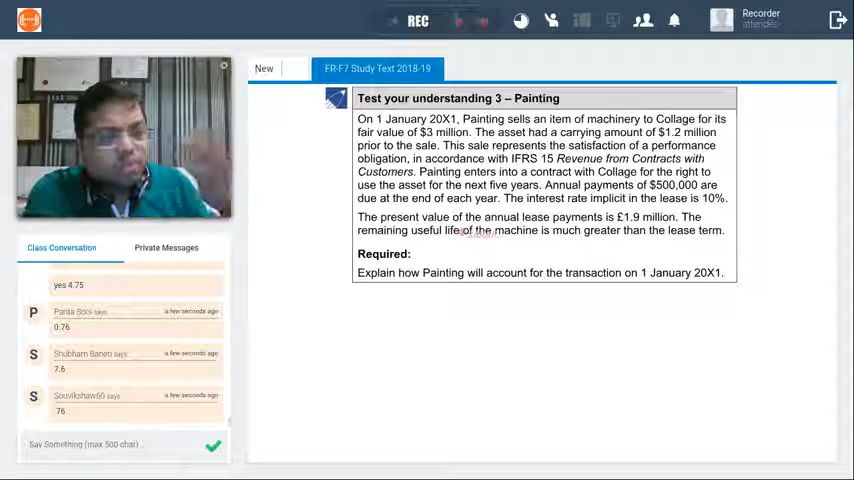 REC
Recorder
attendee
New
FR-F7 Study Text 2018-19
Test your understanding 3 – Painting
On 1 January 20X1, Painting sells an item of machinery to Collage for its
fair value of $3 million. The asset had a carrying amount of $1.2 million
prior to the sale. This sale represents the satisfaction of a performance
obligation, in accordance with IFRS 15 Revenue from Contracts with
Customers. Painting enters into a contract with Collage for the right to
use the asset for the next five years. Annual payments of $500,000 are
due at the end of each year. The interest rate implicit in the lease is 10%.
The present value of the annual lease payments is £1.9 million. The
remaining useful life of the machine is much greater than the lease term.
Required:
Explain how Painting will account for the transaction on 1 January 20X1.
Class Conversation
Private Messages
yes 4.75
P
Parita Soni says
a few seconds ago
0.76
S
Shubham Baneti says
a few seconds ago
7.6
S
Souvikshaw60 says
a few seconds ago
76
Say Something (max 500 char)